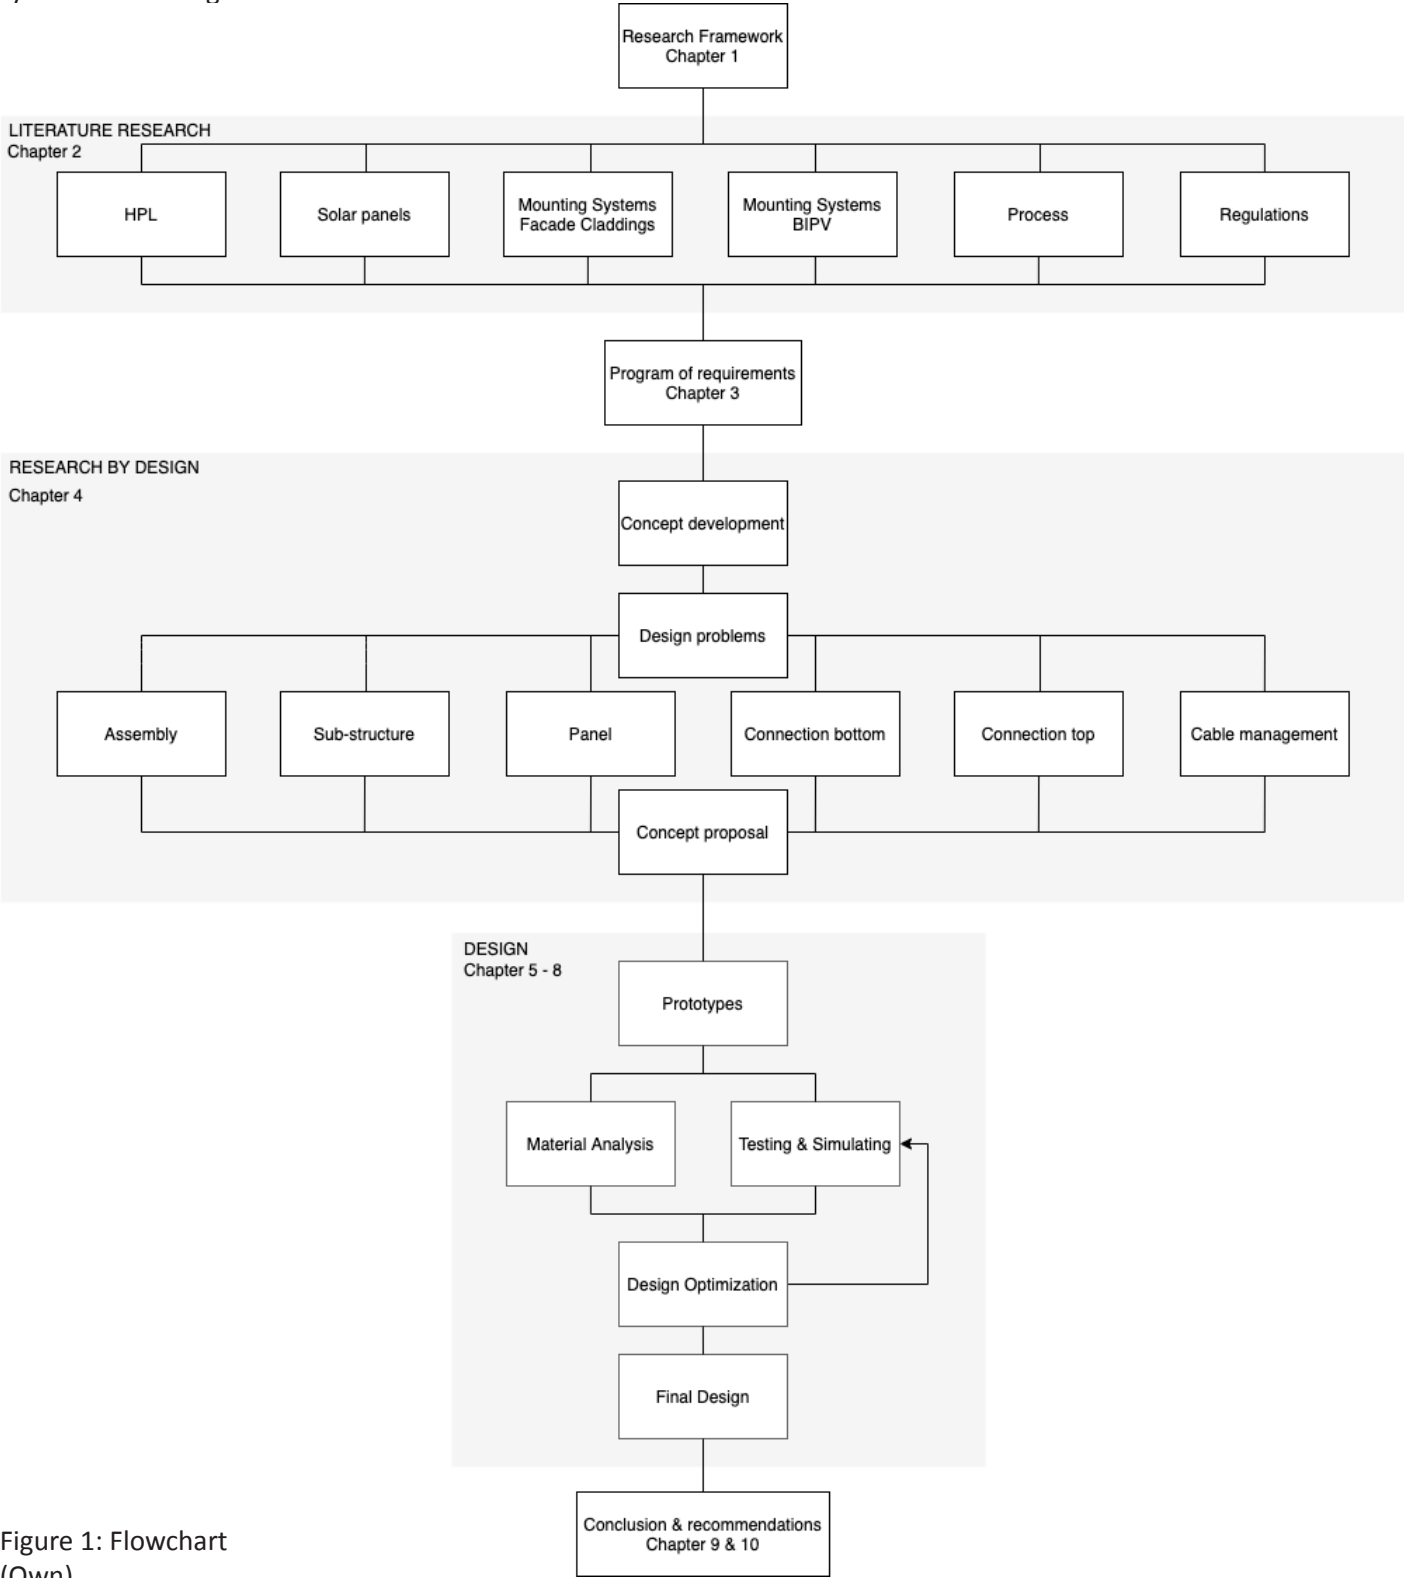 Research Framework
Chapter 1
LITERATURE RESEARCH
Chapter 2
HPL
Solar panels
Mounting Systems
Facade Claddings
Mounting Systems
BIPV
Process
Regulations
Program of requirements
Chapter 3
RESEARCH BY DESIGN
Chapter 4
Concept development
Design problems
Assembly
Sub-structure
Panel
Connection bottom
Connection top
Cable management
Concept proposal
DESIGN
Chapter 5 - 8
Prototypes
Material Analysis
Testing & Simulating
Design Optimization
Final Design
Conclusion & recommendations
Chapter 9 & 10
Figure 1: Flowchart
(Own)